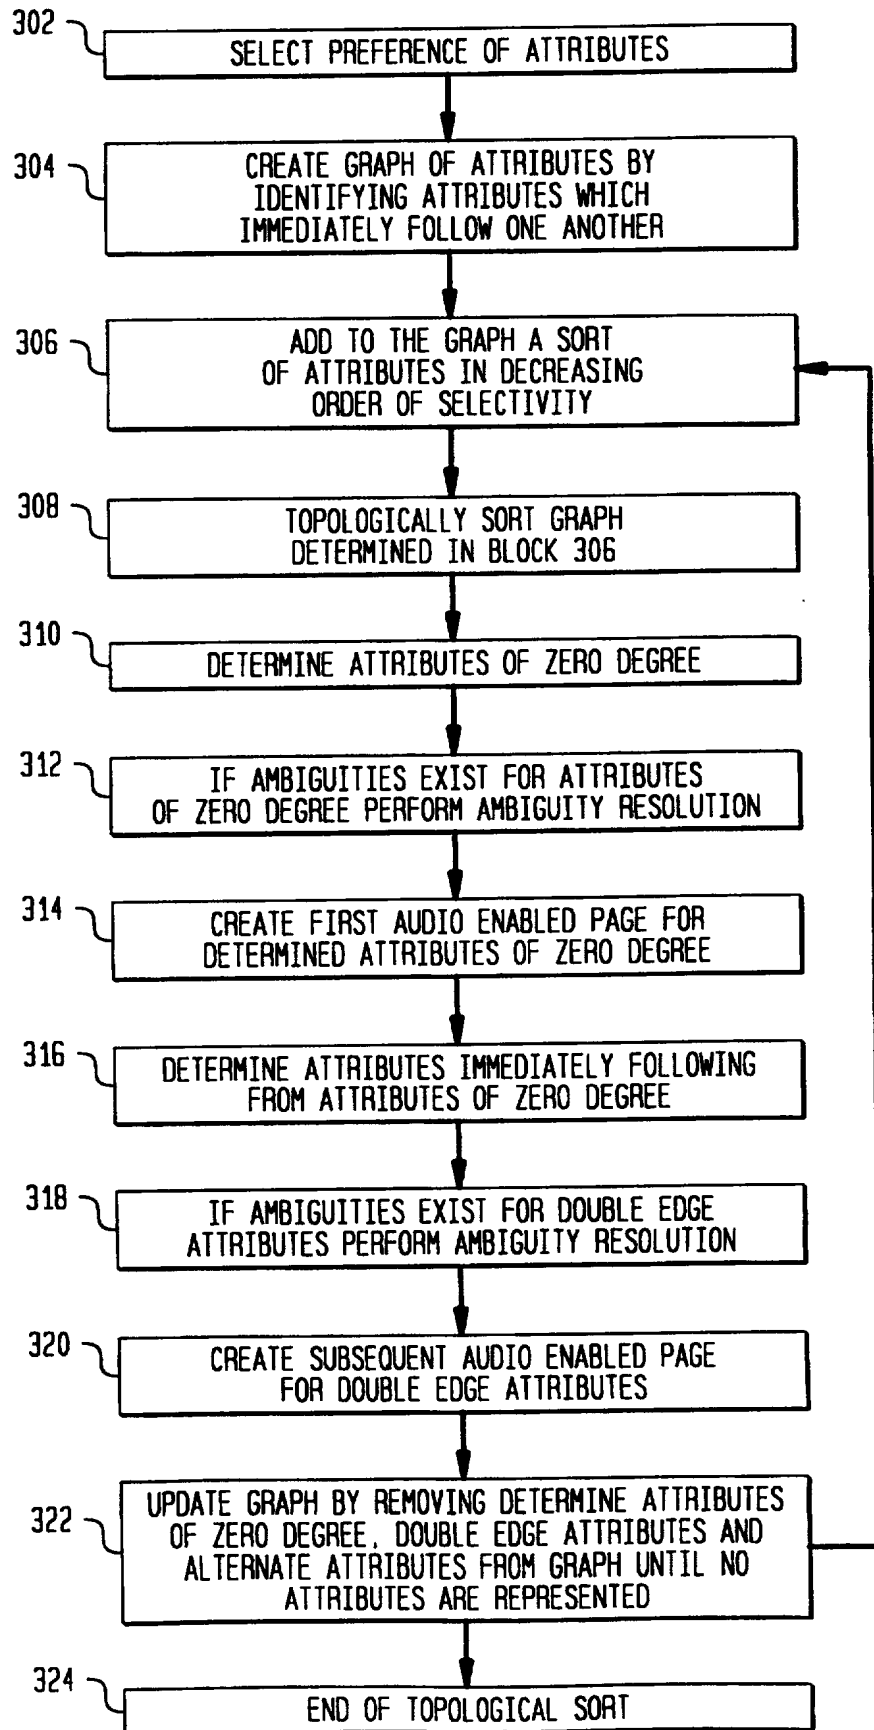 302
SELECT PREFERENCE OF ATTRIBUTES
304
CREATE GRAPH OF ATTRIBUTES BY
IDENTIFYING ATTRIBUTES WHICH
IMMEDIATELY FOLLOW ONE ANOTHER
306
ADD TO THE GRAPH A SORT
OF ATTRIBUTES IN DECREASING
ORDER OF SELECTIVITY
308
TOPOLOGICALLY SORT GRAPH
DETERMINED IN BLOCK 306
310
DETERMINE ATTRIBUTES OF ZERO DEGREE
312
IF AMBIGUITIES EXIST FOR ATTRIBUTES
OF ZERO DEGREE PERFORM AMBIGUITY RESOLUTION
314
CREATE FIRST AUDIO ENABLED PAGE FOR
DETERMINED ATTRIBUTES OF ZERO DEGREE
316
DETERMINE ATTRIBUTES IMMEDIATELY FOLLOWING
FROM ATTRIBUTES OF ZERO DEGREE
318
IF AMBIGUITIES EXIST FOR DOUBLE EDGE
ATTRIBUTES PERFORM AMBIGUITY RESOLUTION
320
CREATE SUBSEQUENT AUDIO ENABLED PAGE
FOR DOUBLE EDGE ATTRIBUTES
322
UPDATE GRAPH BY REMOVING DETERMINE ATTRIBUTES
OF ZERO DEGREE, DOUBLE EDGE ATTRIBUTES AND
ALTERNATE ATTRIBUTES FROM GRAPH UNTIL NO
ATTRIBUTES ARE REPRESENTED
324
END OF TOPOLOGICAL SORT